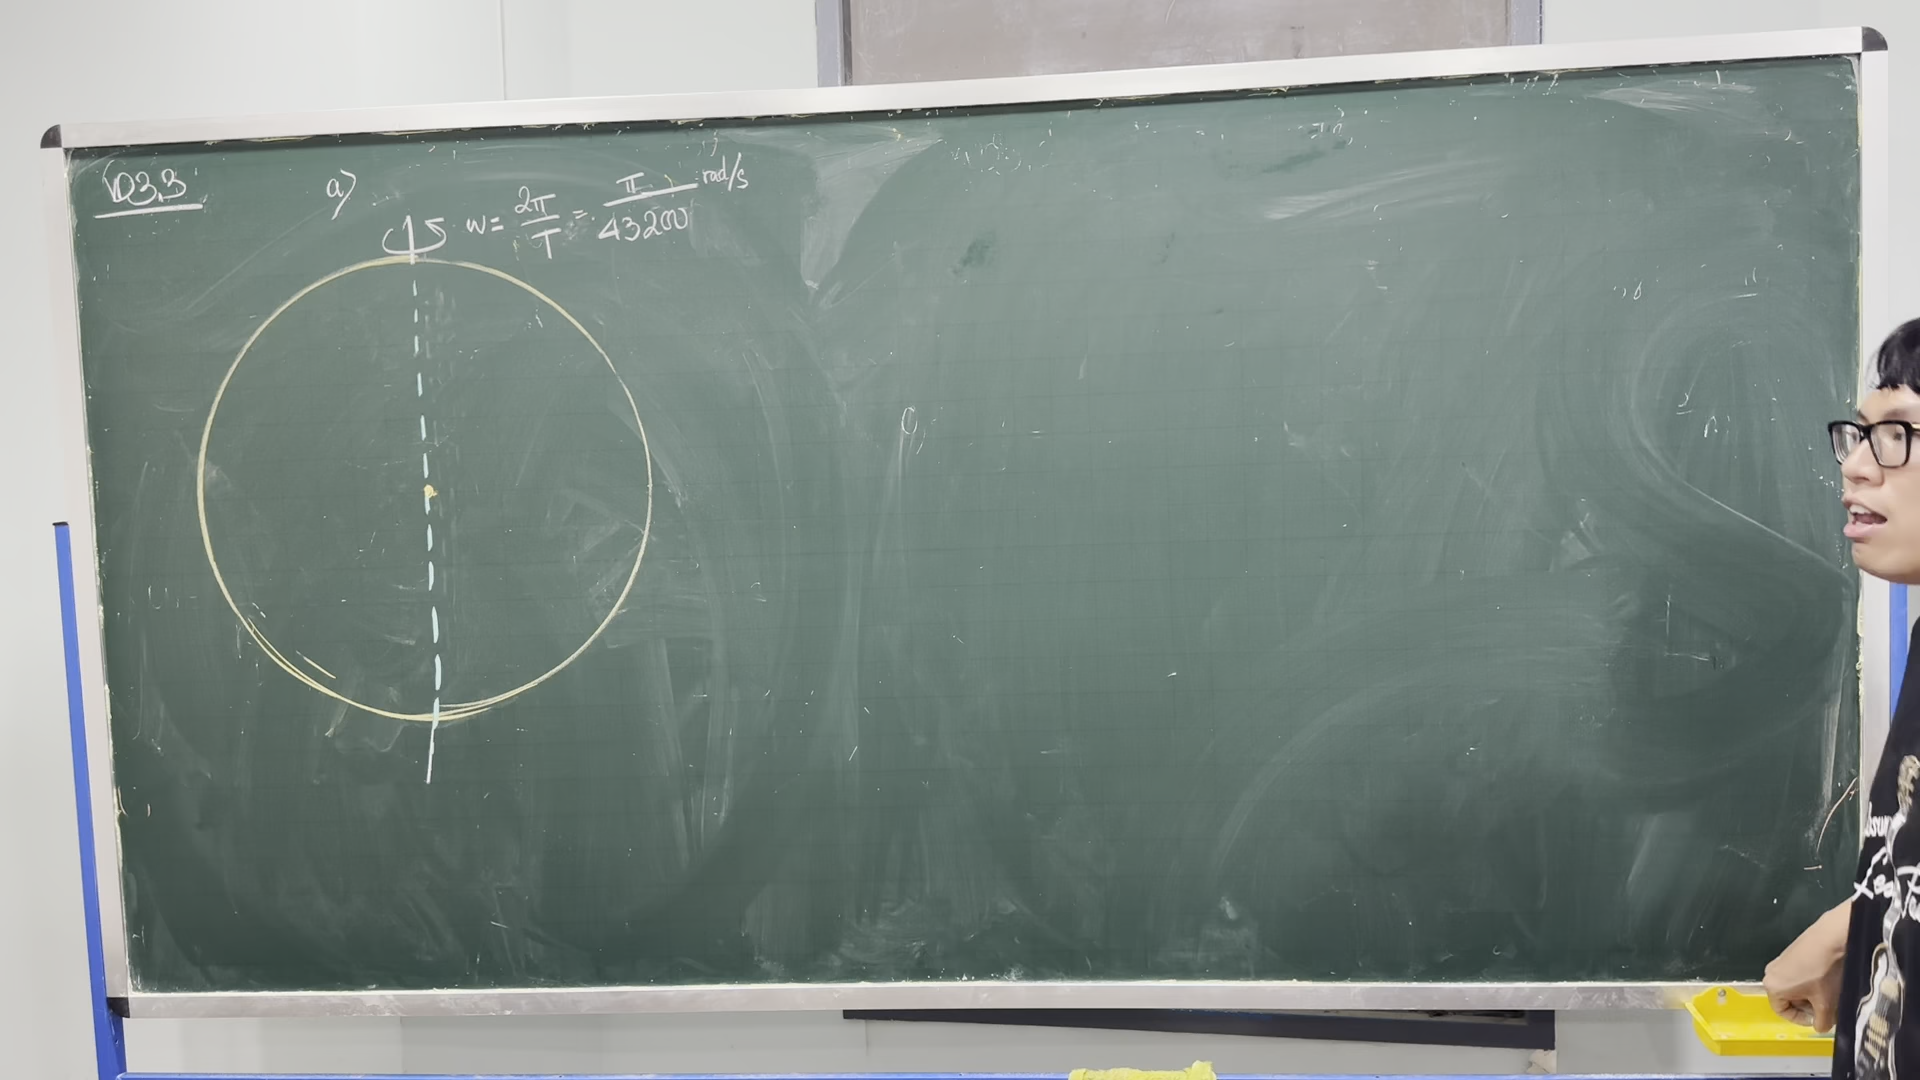 VD3.3
a)
w = 2π/T = π/43200 rad/s